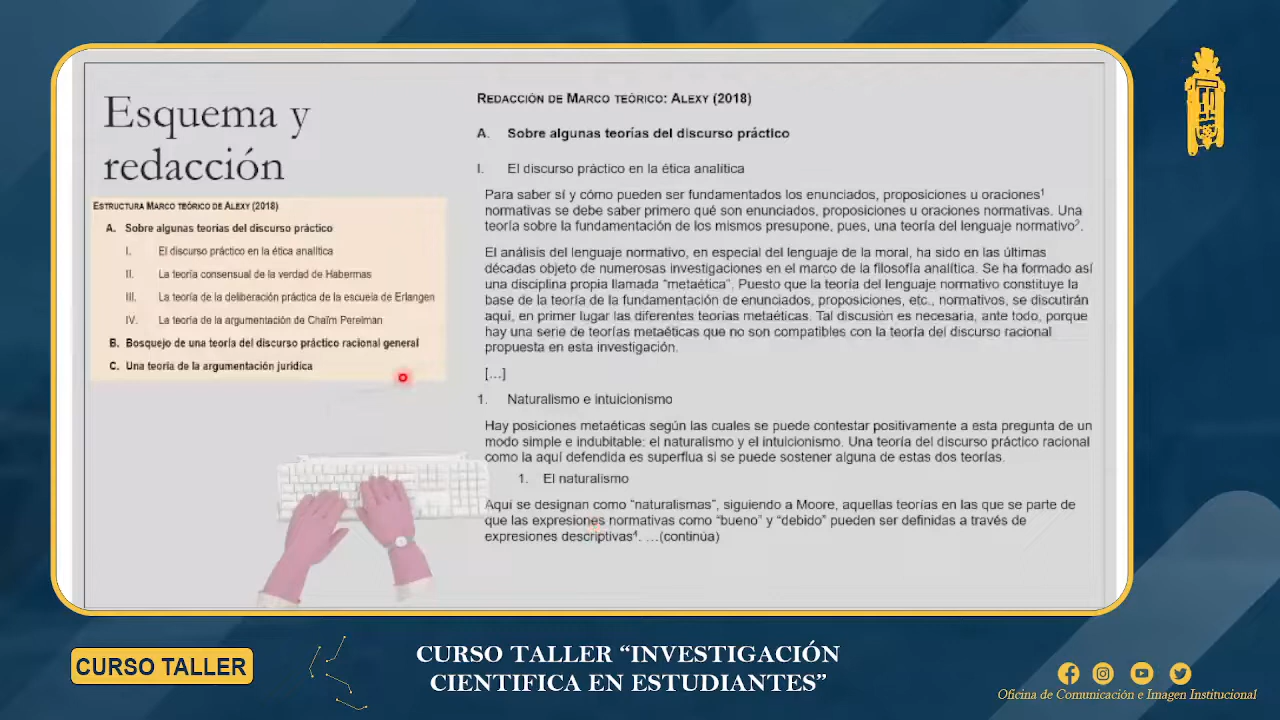 Esquema y
redacción
ESTRUCTURA MARCO TEÓRICO DE ALEXY (2018)
A. Sobre algunas teorías del discurso práctico
I. El discurso práctico en la ética analítica
II. La teoría consensual de la verdad de Habermas
III. La teoría de la deliberación práctica de la escuela de Erlangen
IV. La teoría de la argumentación de Chaïm Perelman
B. Bosquejo de una teoría del discurso práctico racional general
C. Una teoría de la argumentación jurídica
REDACCIÓN DE MARCO TEÓRICO: ALEXY (2018)
A. Sobre algunas teorías del discurso práctico
I. El discurso práctico en la ética analítica
Para saber sí y cómo pueden ser fundamentados los enunciados, proposiciones u oraciones¹
normativas se debe saber primero qué son enunciados, proposiciones u oraciones normativas. Una
teoría sobre la fundamentación de los mismos presupone, pues, una teoría del lenguaje normativo².
El análisis del lenguaje normativo, en especial del lenguaje de la moral, ha sido en las últimas
décadas objeto de numerosas investigaciones en el marco de la filosofía analítica. Se ha formado así
una disciplina propia llamada “metaética”. Puesto que la teoría del lenguaje normativo constituye la
base de la teoría de la fundamentación de enunciados, proposiciones, etc., normativos, se discutirán
aquí, en primer lugar las diferentes teorías metaéticas. Tal discusión es necesaria, ante todo, porque
hay una serie de teorías metaéticas que no son compatibles con la teoría del discurso racional
propuesta en esta investigación.
[…]
1. Naturalismo e intuicionismo
Hay posiciones metaéticas según las cuales se puede contestar positivamente a esta pregunta de un
modo simple e indubitable: el naturalismo y el intuicionismo. Una teoría del discurso práctico racional
como la aquí defendida es superflua si se puede sostener alguna de estas dos teorías.
1. El naturalismo
Aquí se designan como “naturalismas”, siguiendo a Moore, aquellas teorías en las que se parte de
que las expresiones normativas como “bueno” y “debido” pueden ser definidas a través de
expresiones descriptivas⁴. …(continúa)
CURSO TALLER
CURSO TALLER “INVESTIGACIÓN
CIENTIFICA EN ESTUDIANTES”
Oficina de Comunicación e Imagen Institucional